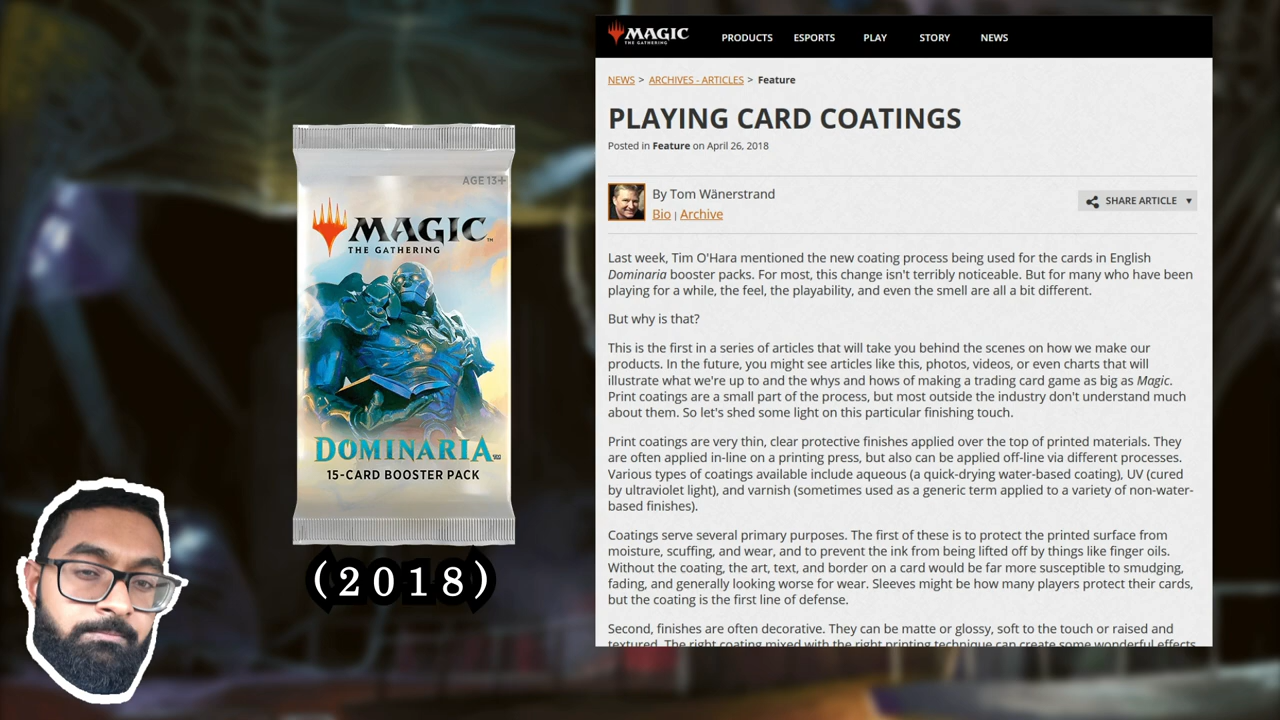 AGE 13+
MAGIC
THE GATHERING
DOMINARIA
15-CARD BOOSTER PACK
(2018)
MAGIC
THE GATHERING
PRODUCTS ESPORTS PLAY STORY NEWS
NEWS > ARCHIVES - ARTICLES > Feature
PLAYING CARD COATINGS
Posted in Feature on April 26, 2018
By Tom Wänerstrand
Bio | Archive
SHARE ARTICLE
Last week, Tim O'Hara mentioned the new coating process being used for the cards in English
Dominaria booster packs. For most, this change isn't terribly noticeable. But for many who have been
playing for a while, the feel, the playability, and even the smell are all a bit different.
But why is that?
This is the first in a series of articles that will take you behind the scenes on how we make our
products. In the future, you might see articles like this, photos, videos, or even charts that will
illustrate what we're up to and the whys and hows of making a trading card game as big as Magic.
Print coatings are a small part of the process, but most outside the industry don't understand much
about them. So let's shed some light on this particular finishing touch.
Print coatings are very thin, clear protective finishes applied over the top of printed materials. They
are often applied in-line on a printing press, but also can be applied off-line via different processes.
Various types of coatings available include aqueous (a quick-drying water-based coating), UV (cured
by ultraviolet light), and varnish (sometimes used as a generic term applied to a variety of non-water-
based finishes).
Coatings serve several primary purposes. The first of these is to protect the printed surface from
moisture, scuffing, and wear, and to prevent the ink from being lifted off by things like finger oils.
Without the coating, the art, text, and border on a card would be far more susceptible to smudging,
fading, and generally looking worse for wear. Sleeves might be how many players protect their cards,
but the coating is the first line of defense.
Second, finishes are often decorative. They can be matte or glossy, soft to the touch or raised and
textured. The right coating mixed with the right printing technique can create some wonderful effects